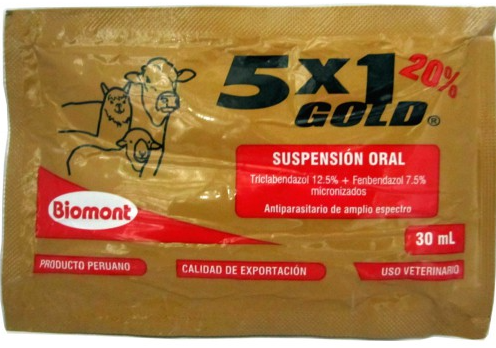 5x1 20%
GOLD®
SUSPENSIÓN ORAL
Triclabendazol 12.5% + Fenbendazol 7.5%
micronizados
Antiparasitario de amplio espectro
Biomont
30 mL
PRODUCTO PERUANO
CALIDAD DE EXPORTACIÓN
USO VETERINARIO